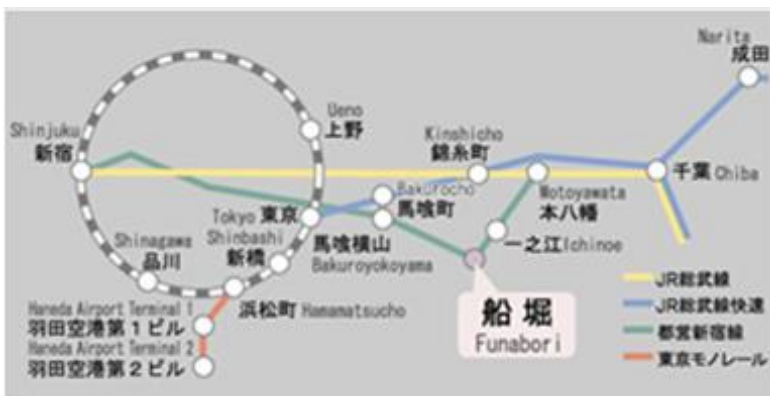 Narita
成田
Ueno
上野
Shinjuku
新宿
Kinshicho
錦糸町
千葉 Chiba
Bakurocho
馬喰町
Motoyawata
本八幡
Tokyo 東京
Shinbashi
新橋
馬喰横山
Bakuroyokoyama
一之江 Ichinoe
Shinagawa
品川
Haneda Airport Terminal 1
羽田空港第1ビル
浜松町 Hamamatsucho
Haneda Airport Terminal 2
羽田空港第2ビル
船堀
Funabori
JR総武線
JR総武線快速
都営新宿線
東京モノレール